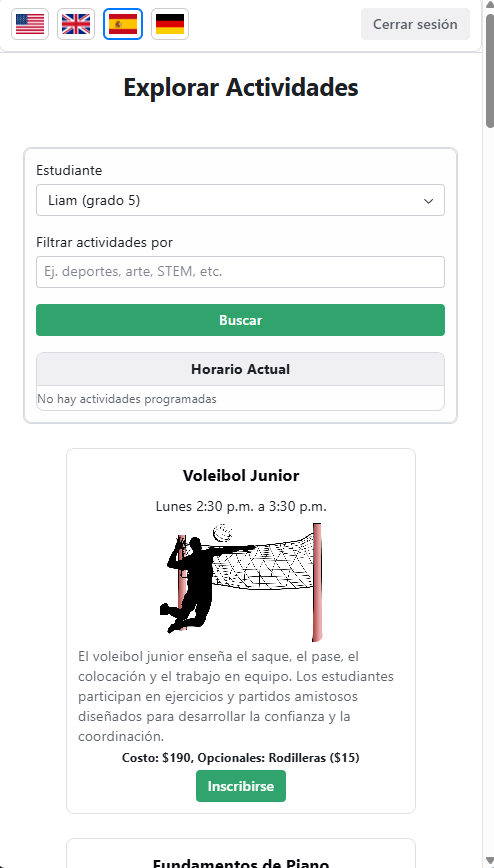 Cerrar sesión
Explorar Actividades
Estudiante
Liam (grado 5)
Filtrar actividades por
Ej. deportes, arte, STEM, etc.
Buscar
Horario Actual
No hay actividades programadas
Voleibol Junior
Lunes 2:30 p.m. a 3:30 p.m.
El voleibol junior enseña el saque, el pase, el
colocación y el trabajo en equipo. Los estudiantes
participan en ejercicios y partidos amistosos
diseñados para desarrollar la confianza y la
coordinación.
Costo: $190, Opcionales: Rodilleras ($15)
Inscribirse
Fundamentos de Piano